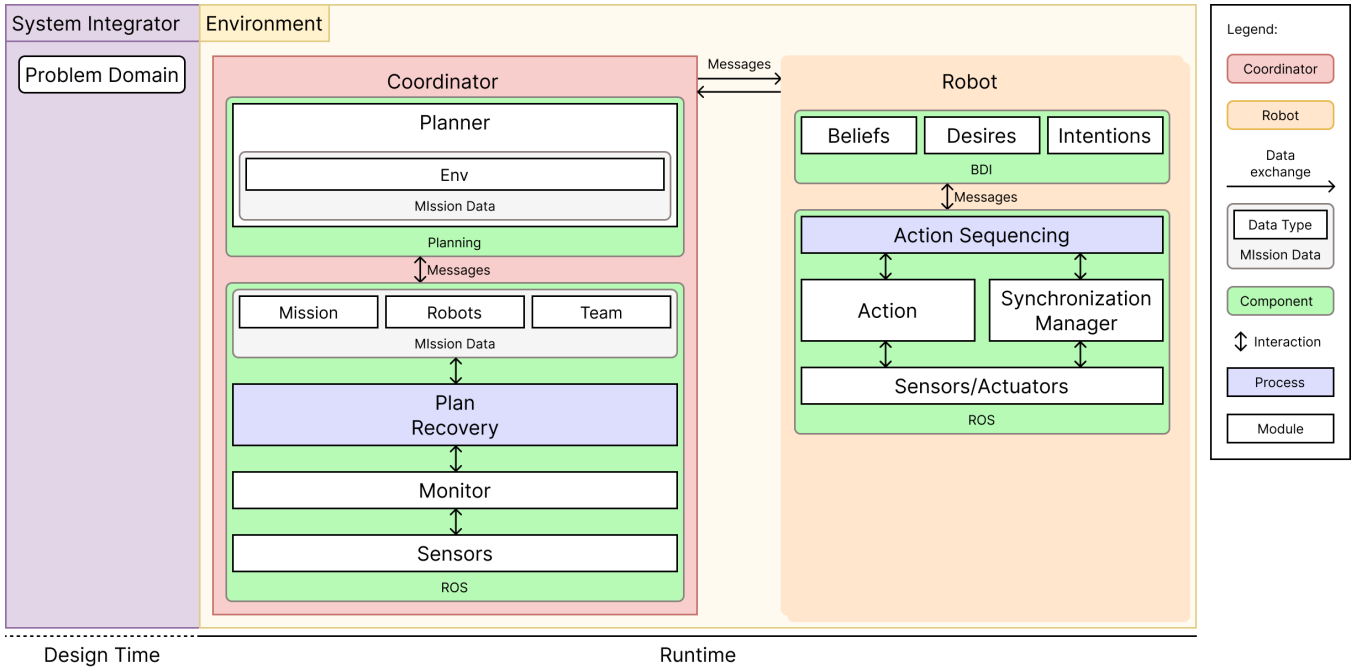 System Integrator
Environment
Problem Domain
Coordinator
Planner
Env
MIssion Data
Planning
Messages
Mission
Robots
Team
MIssion Data
Plan
Recovery
Monitor
Sensors
ROS
Messages
Robot
Beliefs
Desires
Intentions
BDI
Messages
Action Sequencing
Action
Synchronization
Manager
Sensors/Actuators
ROS
Legend:
Coordinator
Robot
Data
exchange
Data Type
MIssion Data
Component
Interaction
Process
Module
Design Time
Runtime